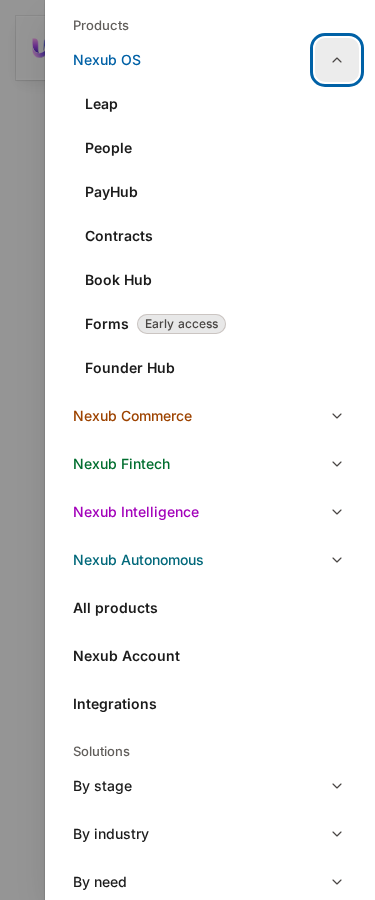 Products
Nexub OS
Leap
People
PayHub
Contracts
Book Hub
Forms Early access
Founder Hub
Nexub Commerce
Nexub Fintech
Nexub Intelligence
Nexub Autonomous
All products
Nexub Account
Integrations
Solutions
By stage
By industry
By need